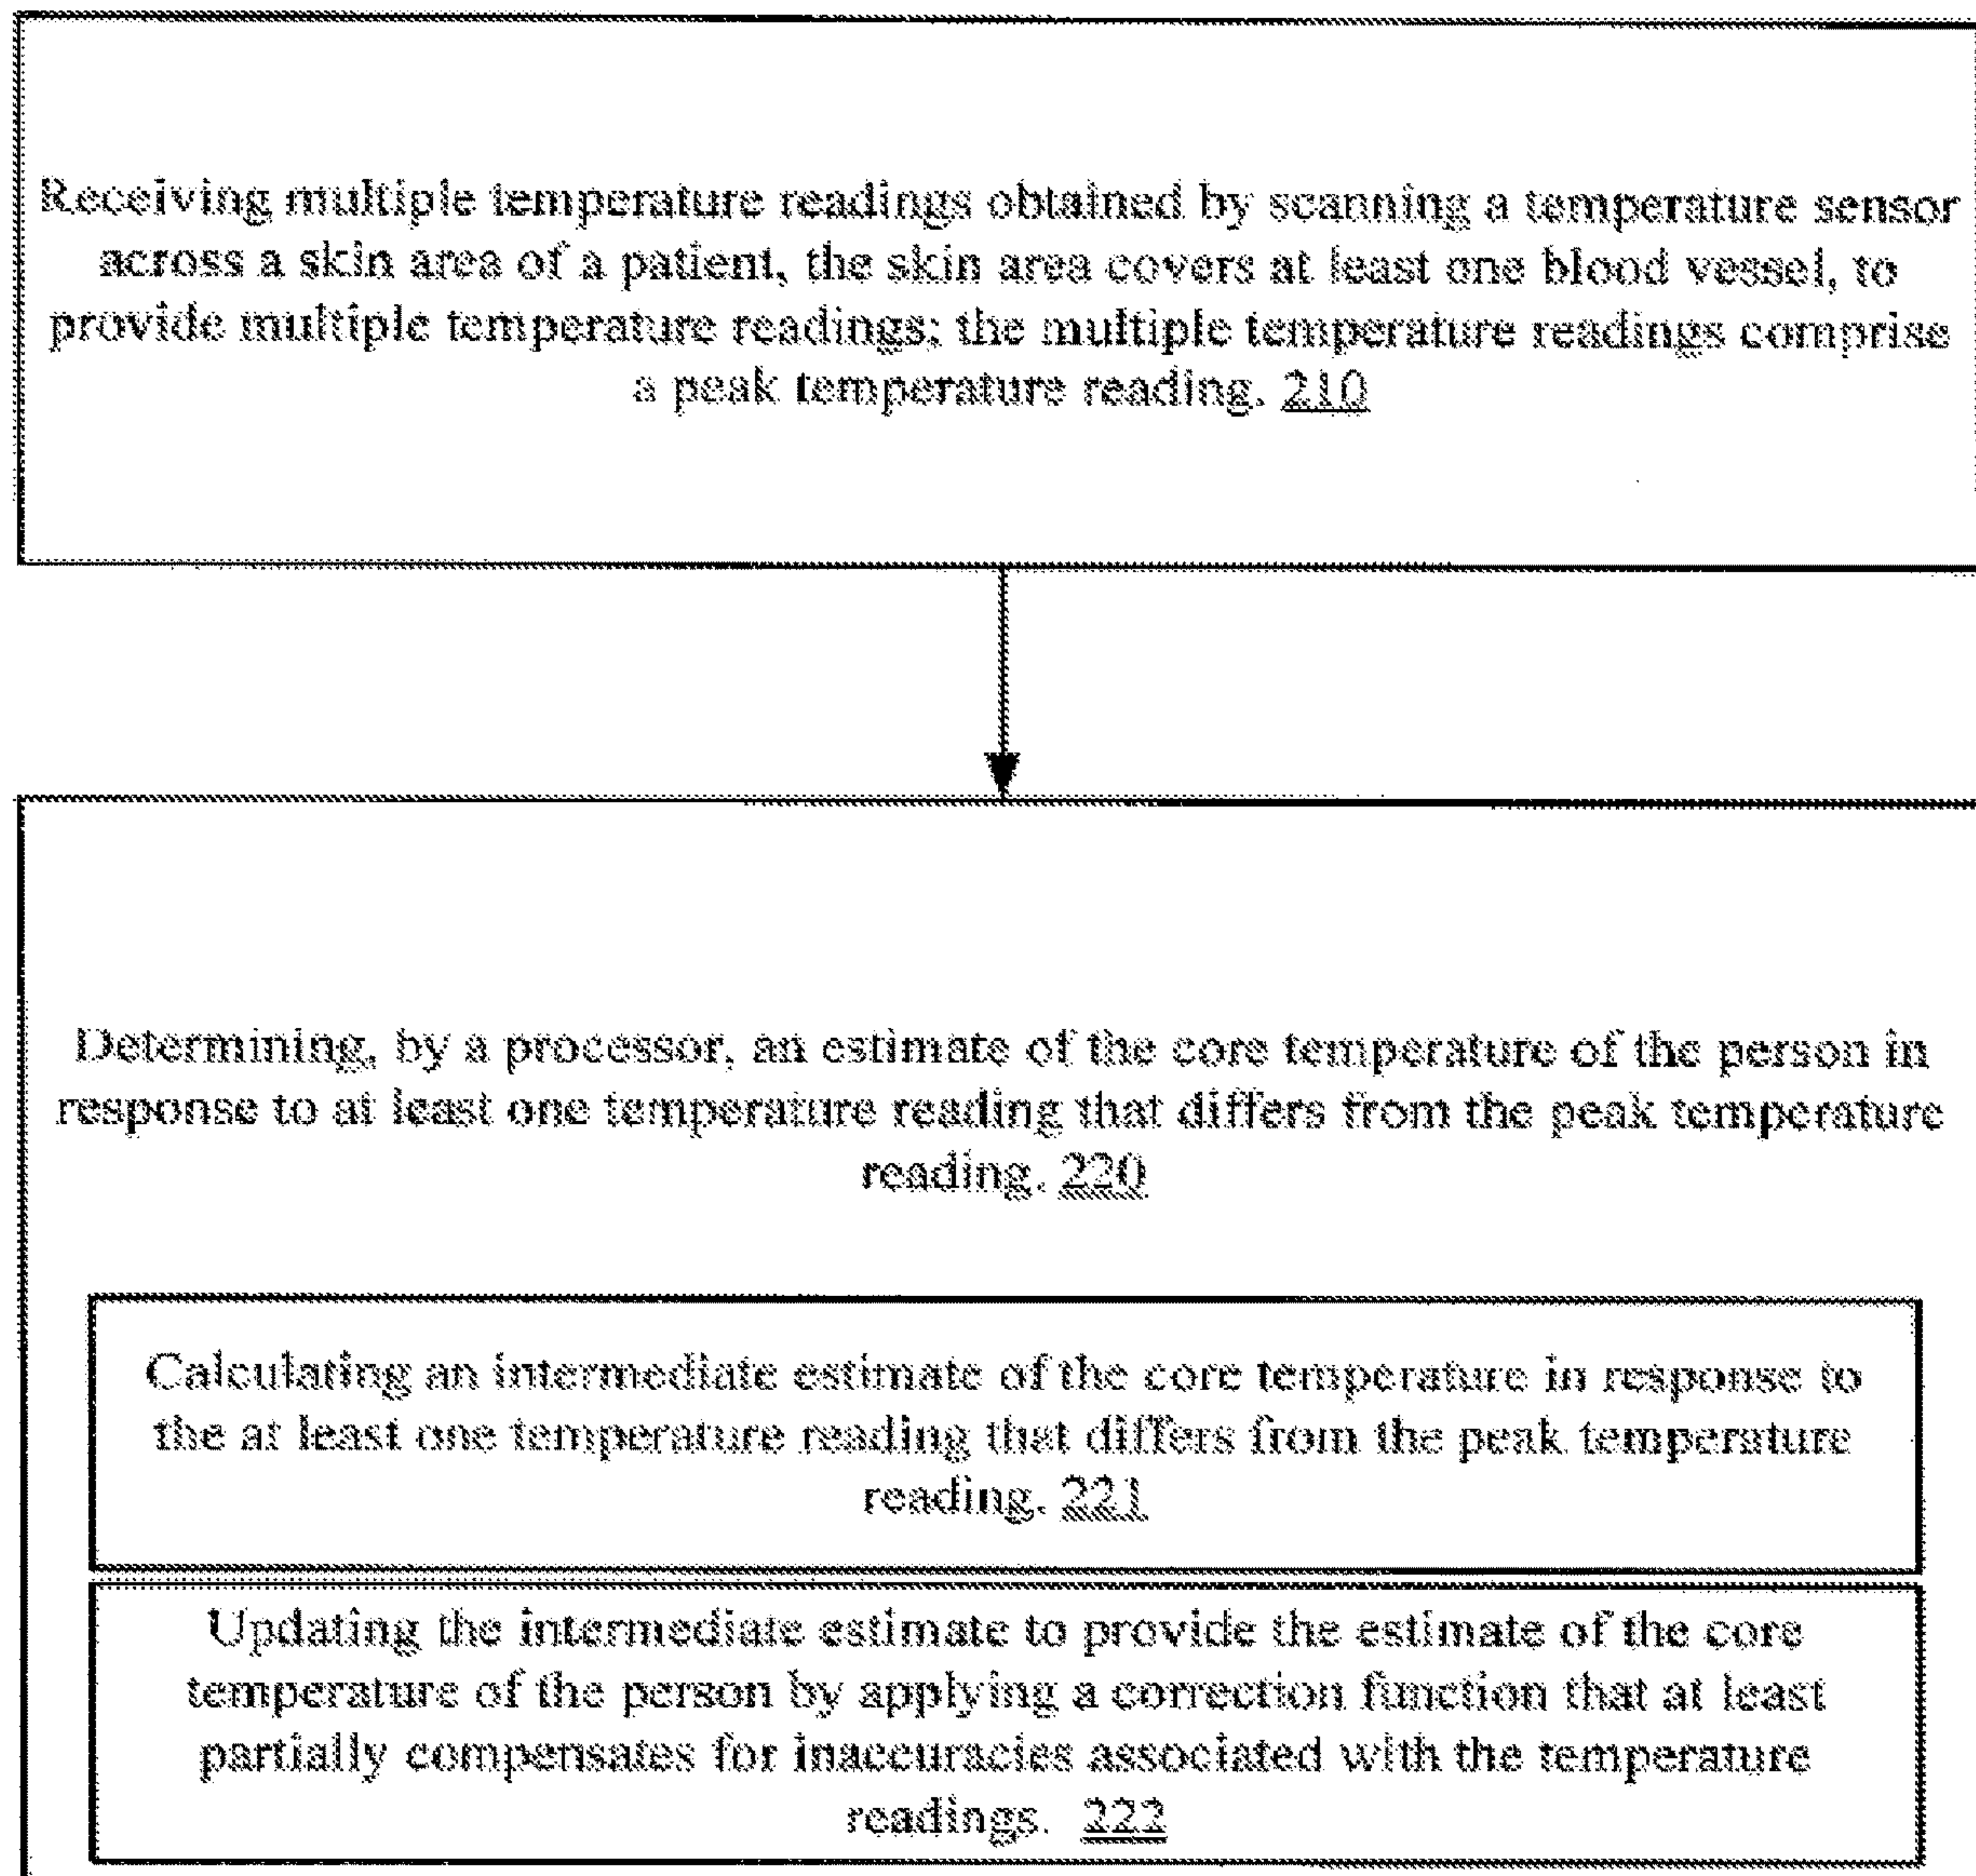 Receiving multiple temperature readings obtained by scanning a temperature sensor
across a skin area of a patient, the skin area covers at least one blood vessel, to
provide multiple temperature readings; the multiple temperature readings comprise
a peak temperature reading. 210
Determining, by a processor, an estimate of the core temperature of the person in
response to at least one temperature reading that differs from the peak temperature
reading. 220
Calculating an intermediate estimate of the core temperature in response to
the at least one temperature reading that differs from the peak temperature
reading. 221
Updating the intermediate estimate to provide the estimate of the core
temperature of the person by applying a correction function that at least
partially compensates for inaccuracies associated with the temperature
readings. 222